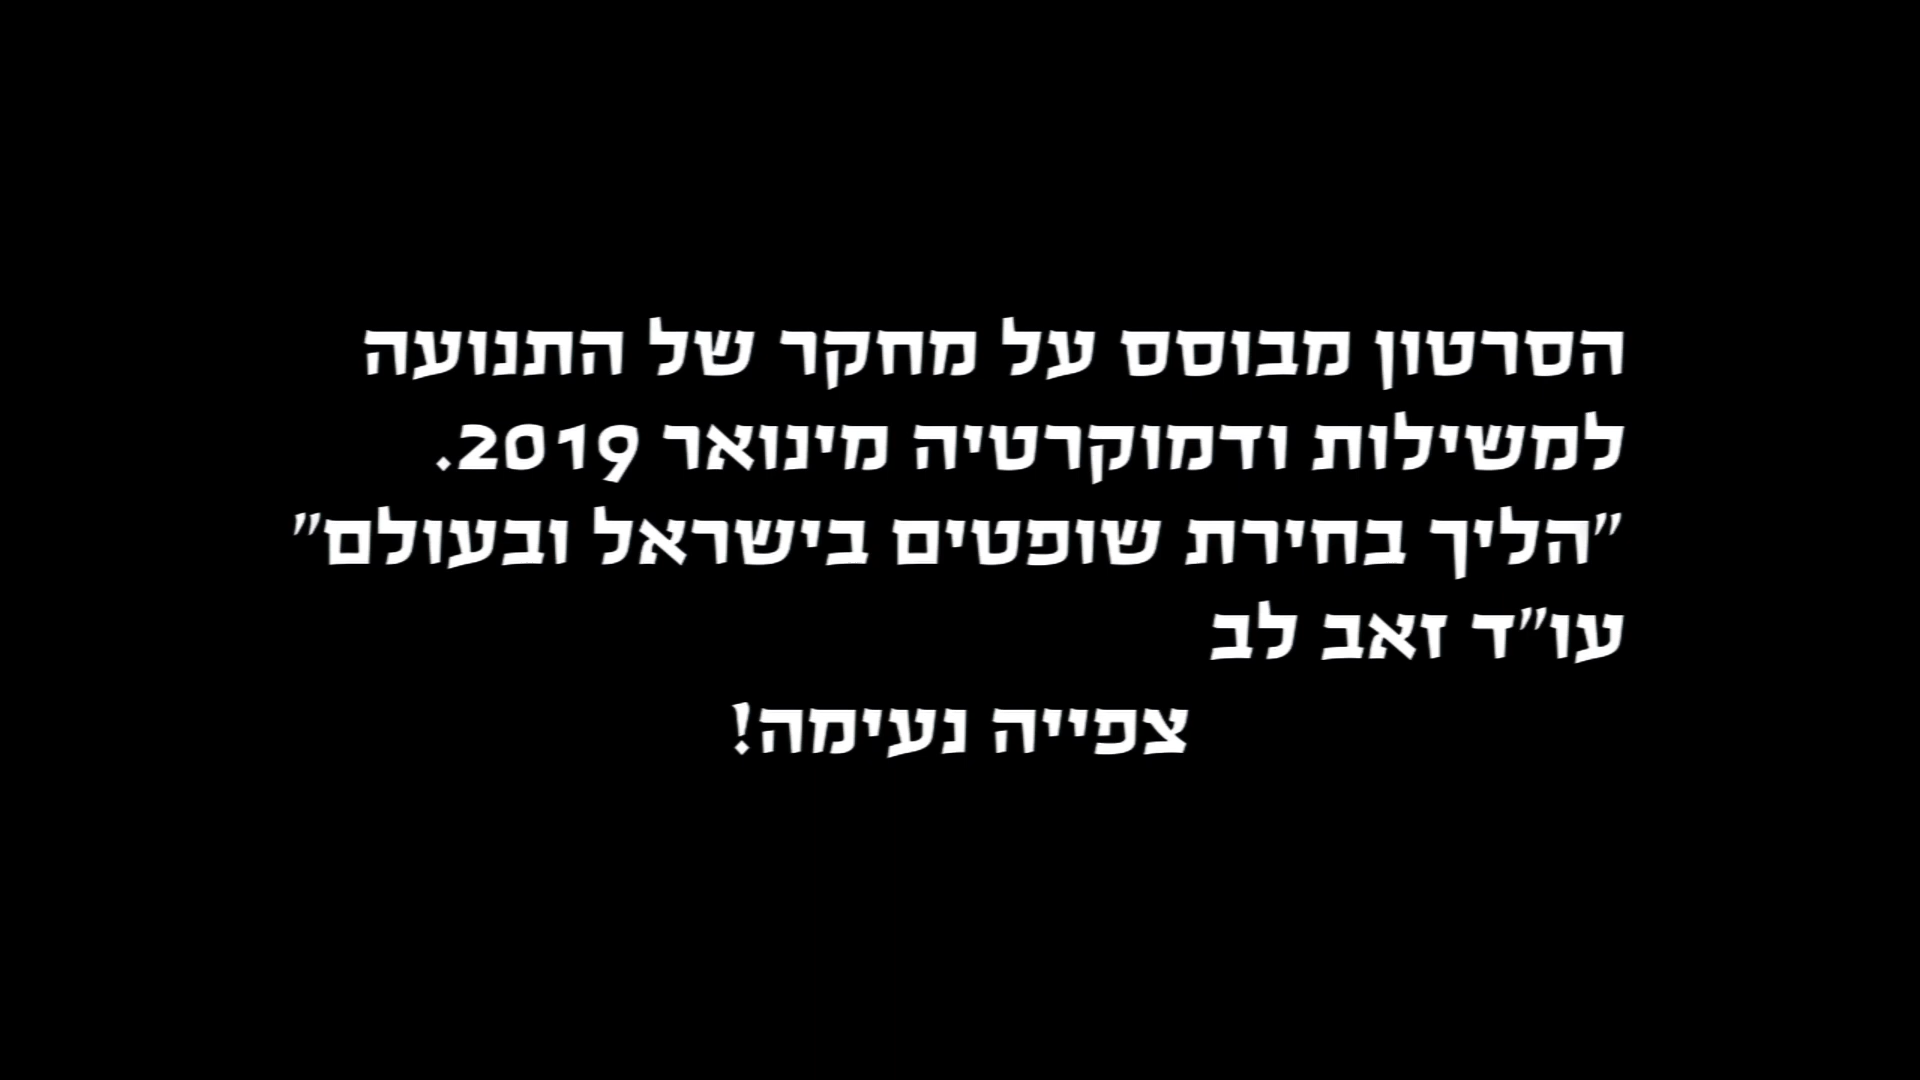 הסרטון מבוסס על מחקר של התנועה
למשילות ודמוקרטיה מינואר 2019.
"הליך בחירת שופטים בישראל ובעולם"
עו"ד זאב לב
צפייה נעימה!